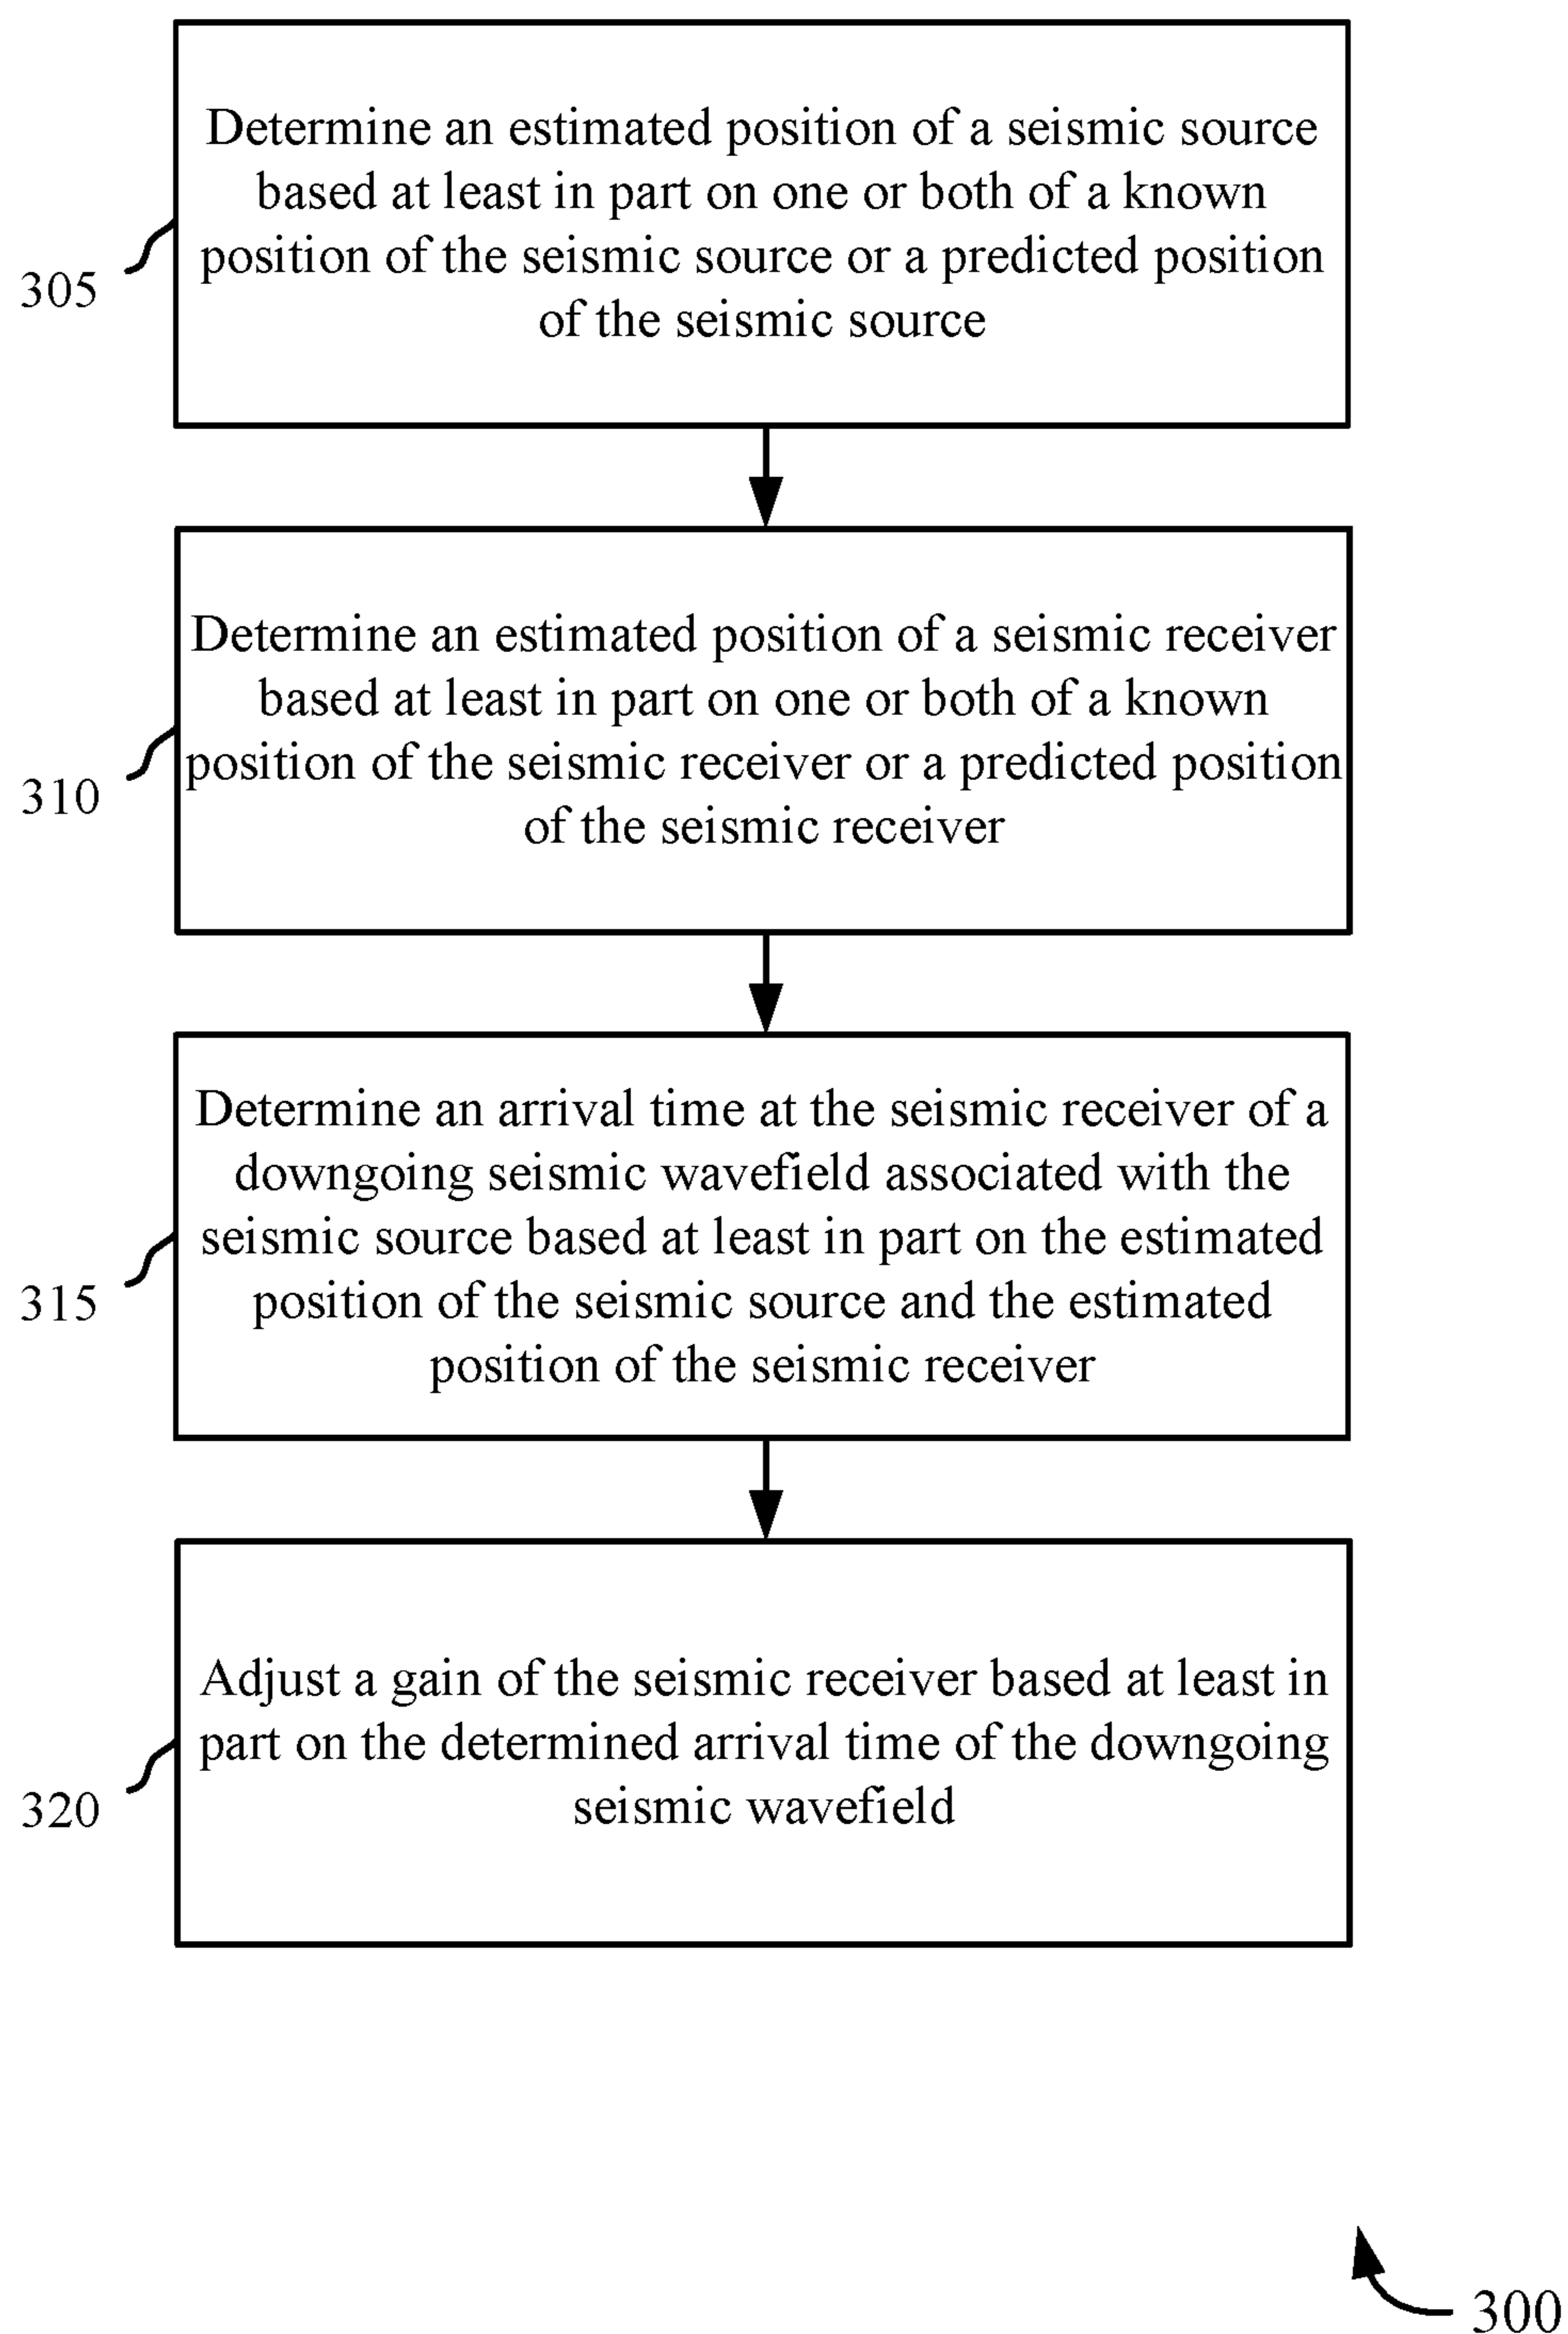 Determine an estimated position of a seismic source
based at least in part on one or both of a known
position of the seismic source or a predicted position
of the seismic source
305
Determine an estimated position of a seismic receiver
based at least in part on one or both of a known
position of the seismic receiver or a predicted position
of the seismic receiver
310
Determine an arrival time at the seismic receiver of a
downgoing seismic wavefield associated with the
seismic source based at least in part on the estimated
position of the seismic source and the estimated
position of the seismic receiver
315
Adjust a gain of the seismic receiver based at least in
part on the determined arrival time of the downgoing
seismic wavefield
320
300